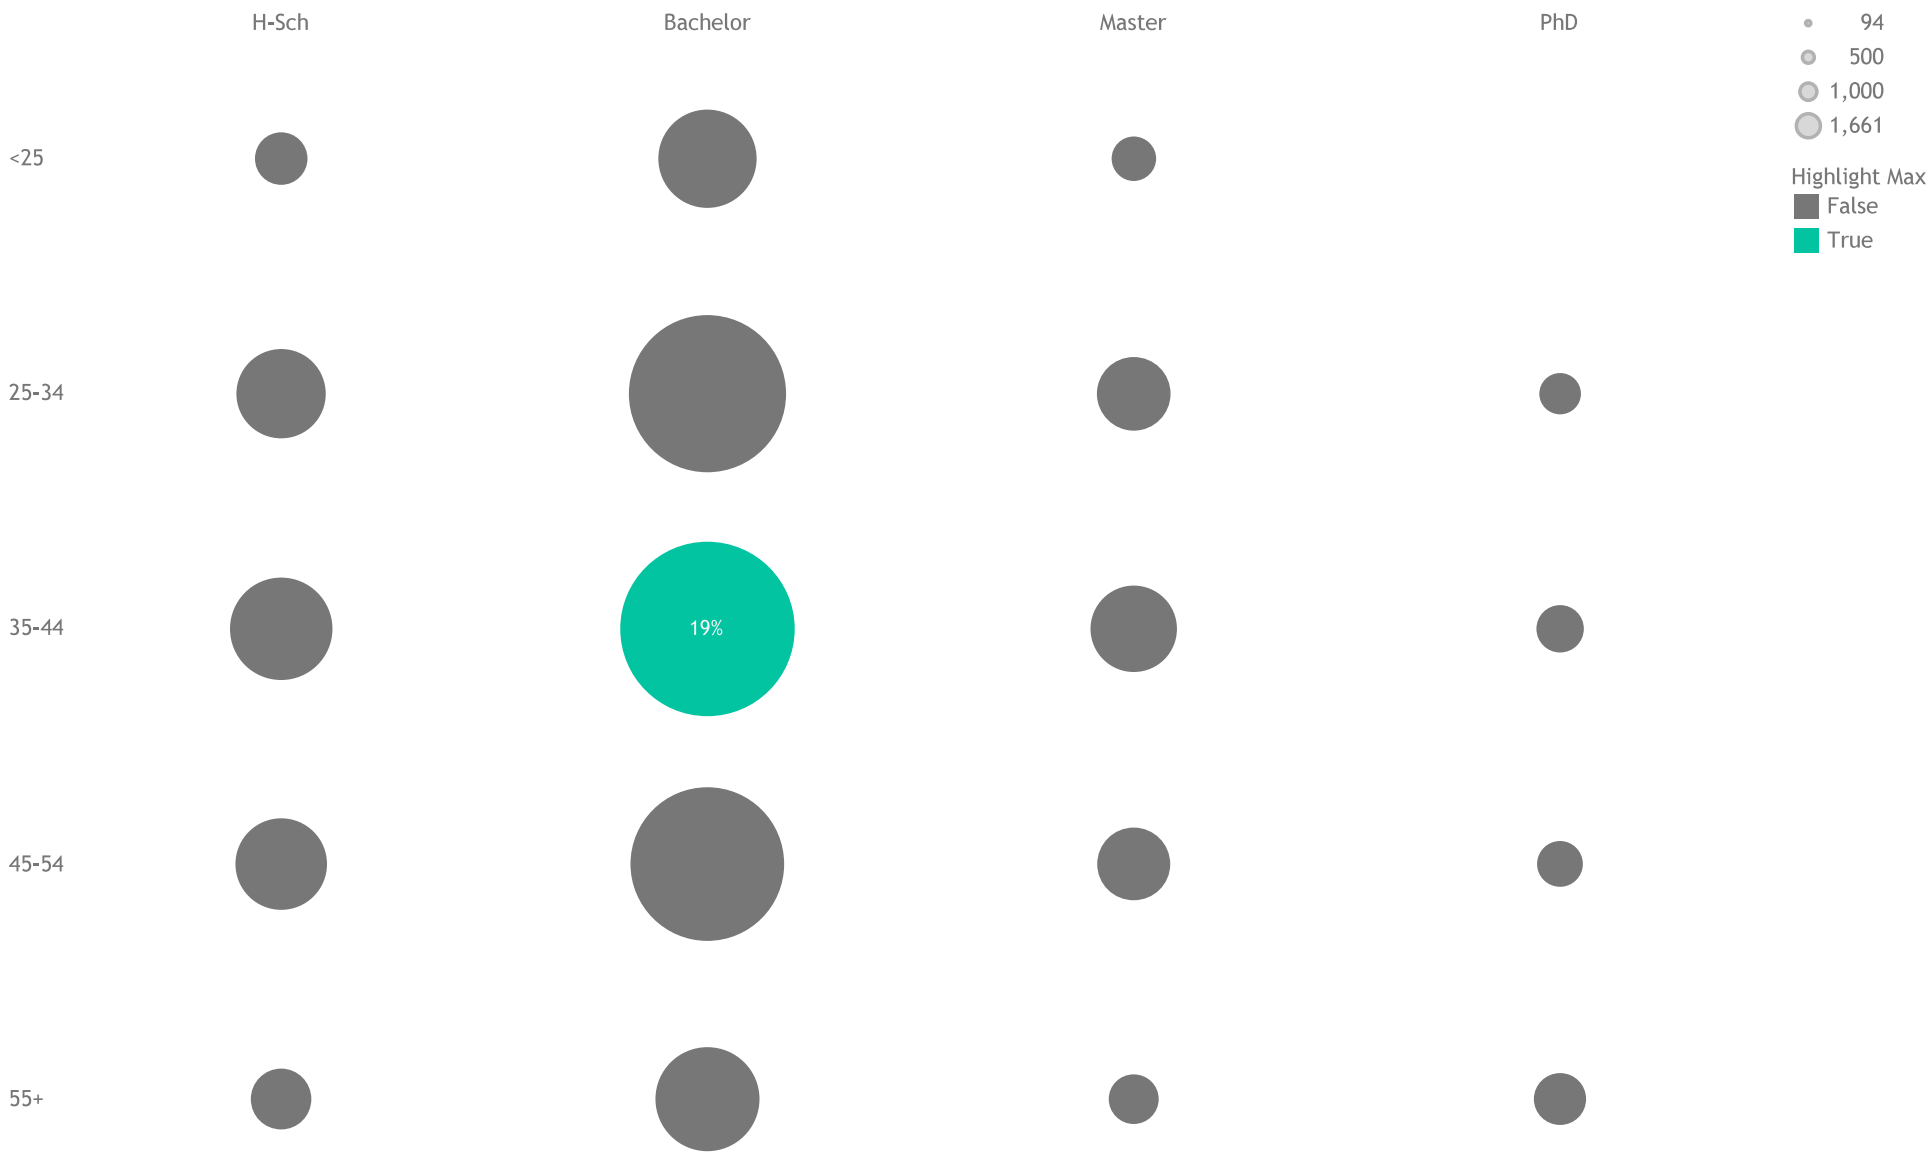 H-Sch Bachelor Master PhD
94
500
1,000
1,661
<25
Highlight Max
False
True
25-34
35-44
19%
45-54
55+